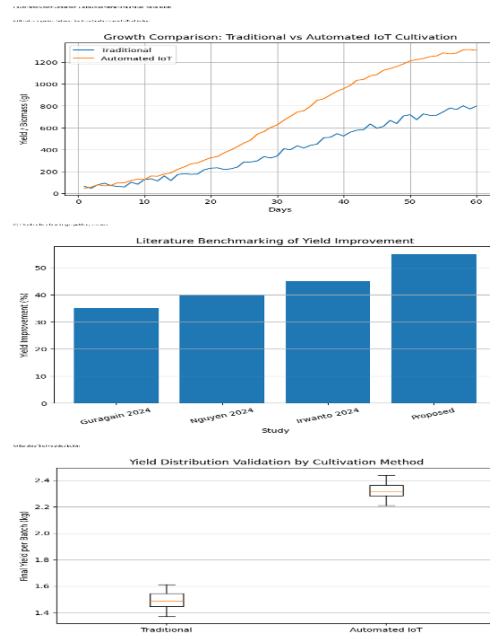 Growth Comparison: Traditional vs Automated IoT Cultivation
Traditional
Automated IoT
Yield / Biomass (g)
1200
1000
800
600
400
200
0
0 10 20 30 40 50 60
Days
Literature Benchmarking of Yield Improvement
Yield Improvement (%)
50
40
30
20
10
0
Guragain 2024 Nguyen 2024 Irwanto 2024 Proposed
Study
Yield Distribution Validation by Cultivation Method
Final Yield per Batch (kg)
2.4
2.2
2.0
1.8
1.6
1.4
Traditional Automated IoT